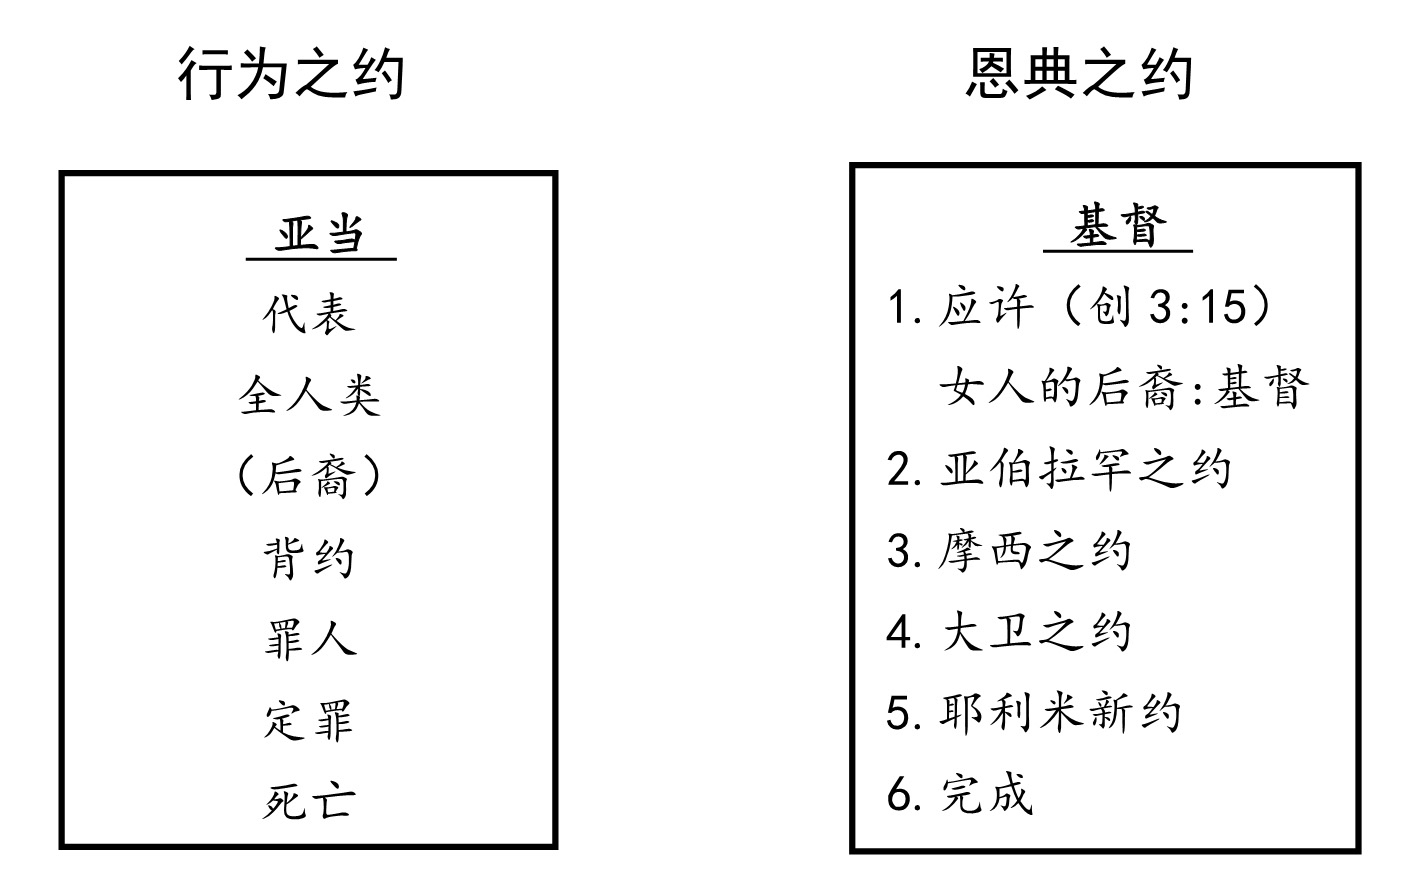 行为之约
亚当
代表
全人类
（后裔）
背约
罪人
定罪
死亡
恩典之约
基督
1.应许（创 3:15）
女人的后裔:基督
2.亚伯拉罕之约
3.摩西之约
4.大卫之约
5.耶利米新约
6.完成